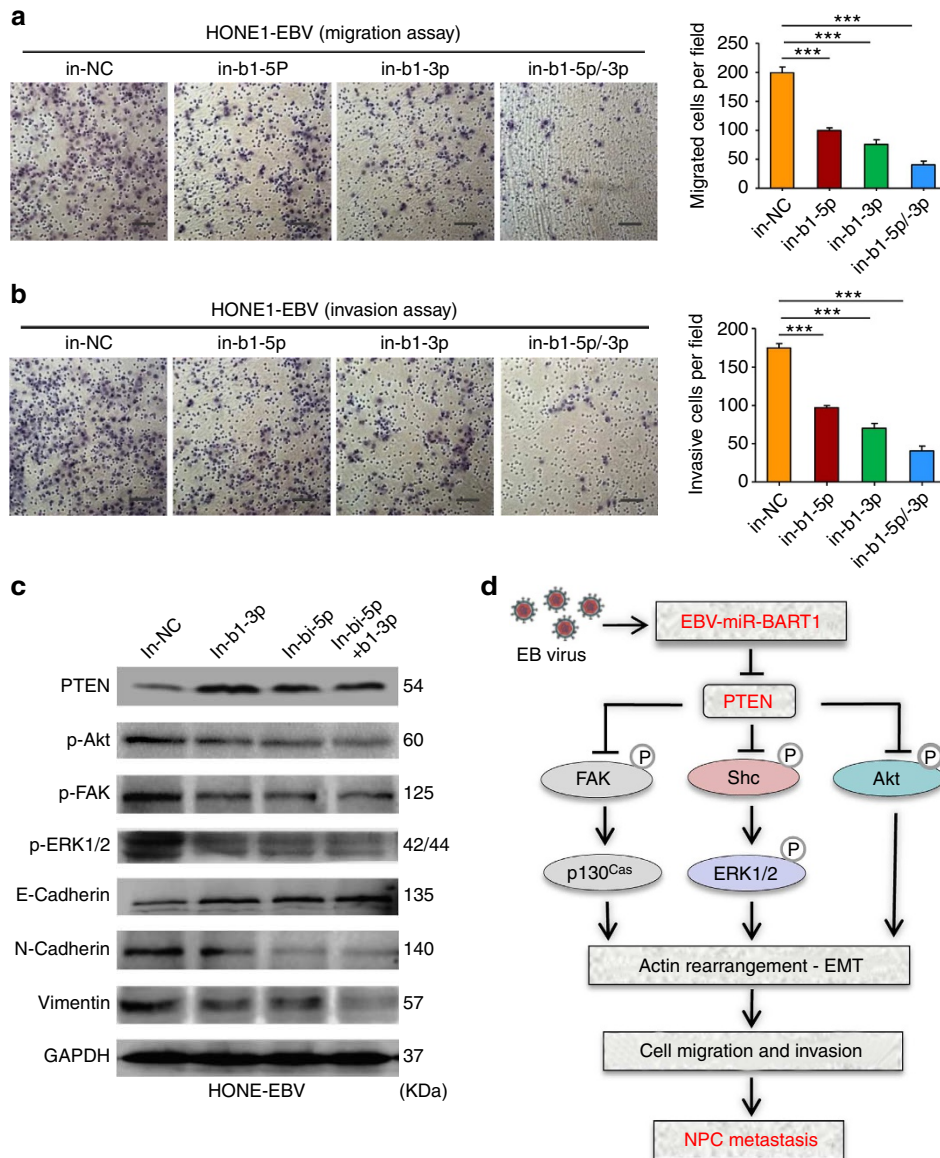 a
HONE1-EBV (migration assay)
in-NC
in-b1-5P
in-b1-3p
in-b1-5p/-3p
Migrated cells per field
250
200
150
100
50
0
***
***
***
in-NC
in-b1-5p
in-b1-3p
in-b1-5p/-3p
b
HONE1-EBV (invasion assay)
in-NC
in-b1-5p
in-b1-3p
in-b1-5p/-3p
Invasive cells per field
200
150
100
50
0
***
***
***
in-NC
in-b1-5p
in-b1-3p
in-b1-5p/-3p
c
In-NC
In-b1-3p
In-bi-5p
In-bi-5p
+b1-3p
PTEN 54
p-Akt 60
p-FAK 125
p-ERK1/2 42/44
E-Cadherin 135
N-Cadherin 140
Vimentin 57
GAPDH 37
HONE-EBV (KDa)
d
EB virus
EBV-miR-BART1
PTEN
P
P
P
FAK
Shc
Akt
P
p130Cas
ERK1/2
Actin rearrangement - EMT
Cell migration and invasion
NPC metastasis